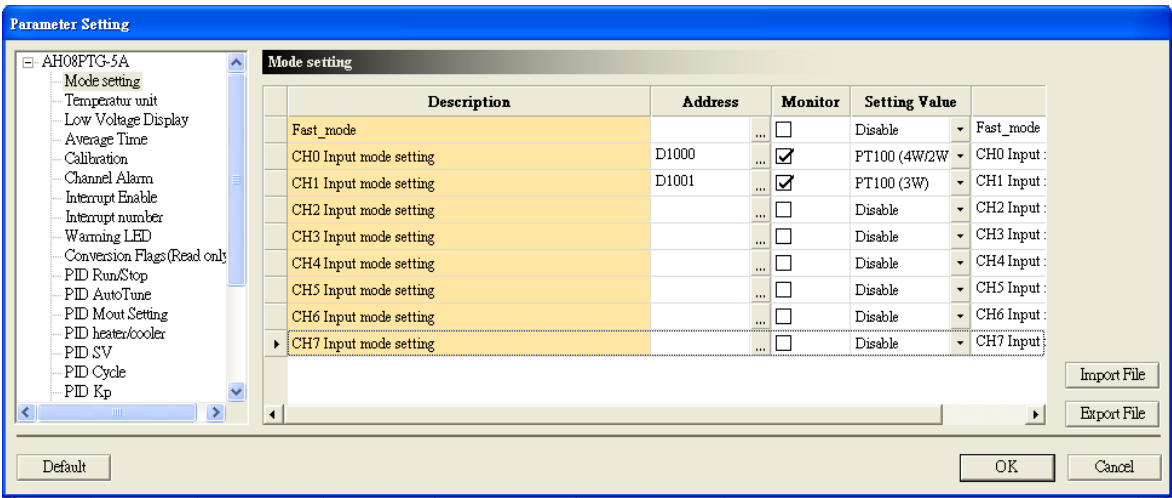 Parameter Setting
AH08PTG-5A
Mode setting
Temperatur unit
Low Voltage Display
Average Time
Calibration
Channel Alarm
Interrupt Enable
Interrupt number
Warming LED
Conversion Flags(Read only
PID Run/Stop
PID AutoTune
PID Mout Setting
PID heater/cooler
PID SV
PID Cycle
PID Kp
Mode setting
Description Address Monitor Setting Value
Fast_mode ... Disable Fast_mode
CH0 Input mode setting D1000 ... PT100 (4W/2W CH0 Input :
CH1 Input mode setting D1001 ... PT100 (3W) CH1 Input :
CH2 Input mode setting ... Disable CH2 Input :
CH3 Input mode setting ... Disable CH3 Input :
CH4 Input mode setting ... Disable CH4 Input :
CH5 Input mode setting ... Disable CH5 Input :
CH6 Input mode setting ... Disable CH6 Input :
CH7 Input mode setting ... Disable CH7 Input
Import File
Export File
Default
OK
Cancel